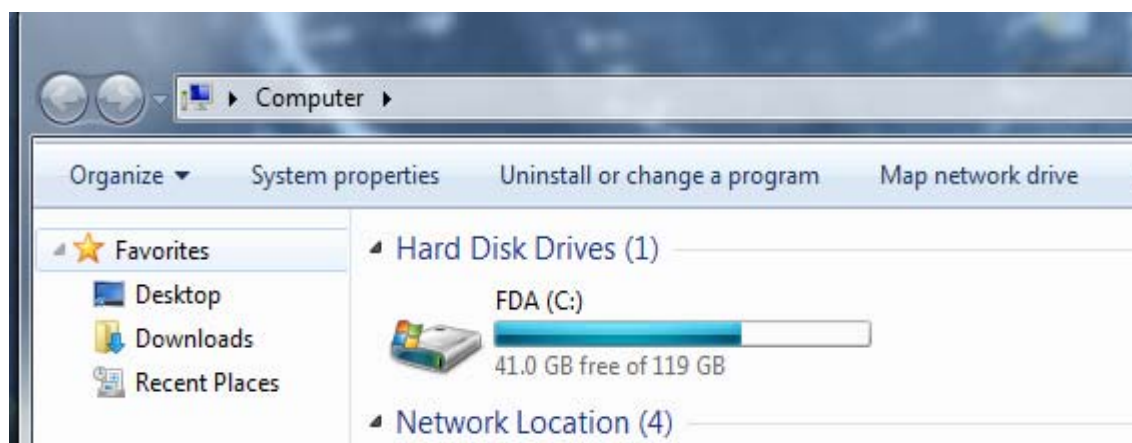 Computer
Organize System properties Uninstall or change a program Map network drive
Favorites
Desktop
Downloads
Recent Places
Hard Disk Drives (1)
FDA (C:)
41.0 GB free of 119 GB
Network Location (4)